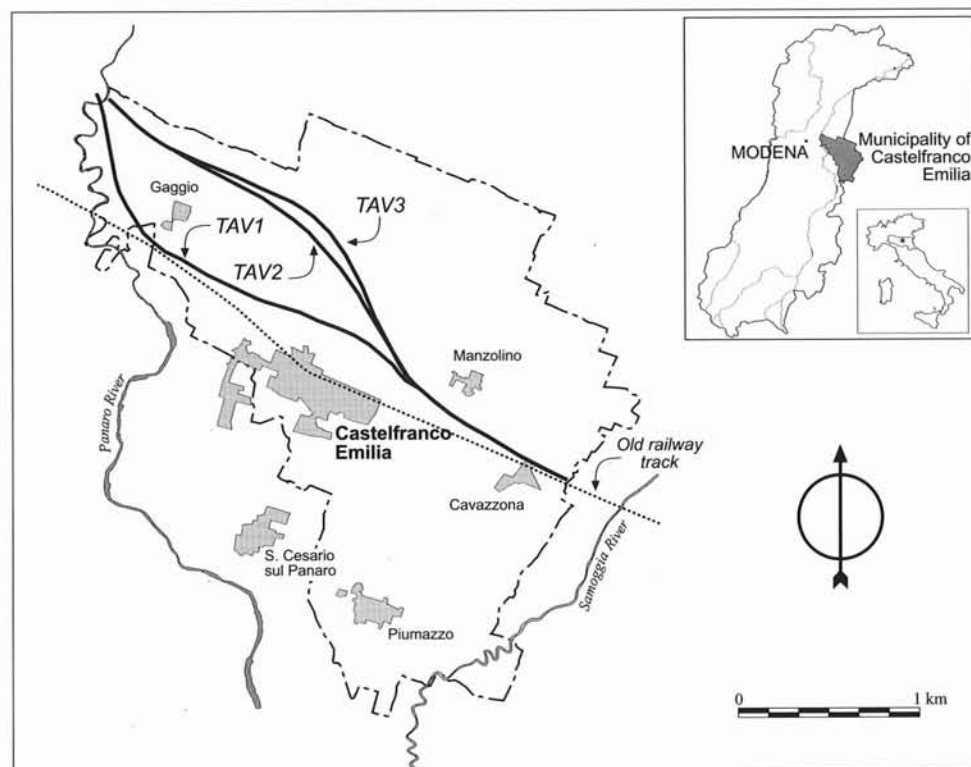 MODENA
Municipality of
Castelfranco
Emilia
Gaggio
TAV1
TAV2
TAV3
Manzolino
Panaro River
Castelfranco
Emilia
Old railway
track
Cavazzona
S. Cesario
sul Panaro
Samoggia River
Piumazzo
0 1 km